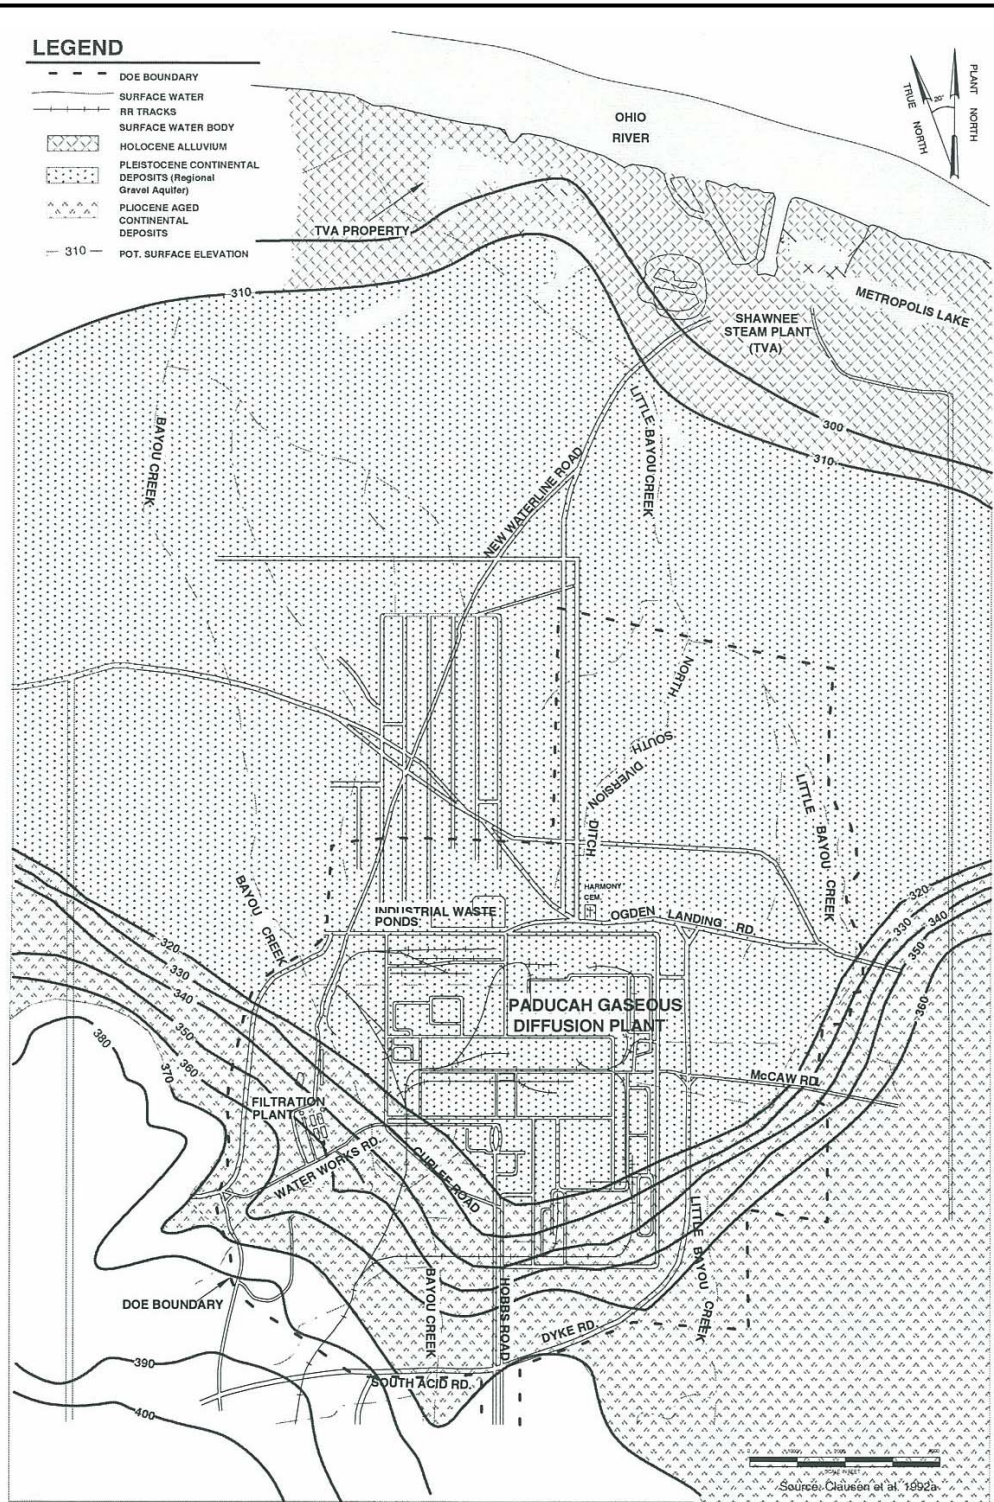 LEGEND
DOE BOUNDARY
SURFACE WATER
RR TRACKS
SURFACE WATER BODY
HOLOCENE ALLUVIUM
PLEISTOCENE CONTINENTAL
DEPOSITS (Regional
Gravel Aquifer)
PLIOCENE AGED
CONTINENTAL
DEPOSITS
310
POT. SURFACE ELEVATION
OHIO
RIVER
TRUE NORTH
20°
PLANT NORTH
TVA PROPERTY
310
METROPOLIS LAKE
SHAWNEE
STEAM PLANT
(TVA)
300
310
BAYOU CREEK
LITTLE BAYOU CREEK
NEW WATERLINE ROAD
NORTH
SOUTH
DIVERSION
DITCH
LITTLE
BAYOU CREEK
BAYOU
CREEK
HARMONY
CEM.
INDUSTRIAL WASTE
PONDS
OGDEN LANDING RD.
320
330
340
350
360
320
330
340
350
360
370
380
PADUCAH GASEOUS
DIFFUSION PLANT
McCAW RD.
FILTRATION
PLANT
WATER WORKS RD.
CURLEE ROAD
LITTLE
BAYOU
CREEK
BAYOU CREEK
HOBBS ROAD
DOE BOUNDARY
DYKE RD.
SOUTH ACID RD.
390
400
Source: Clausen et al. 1992a